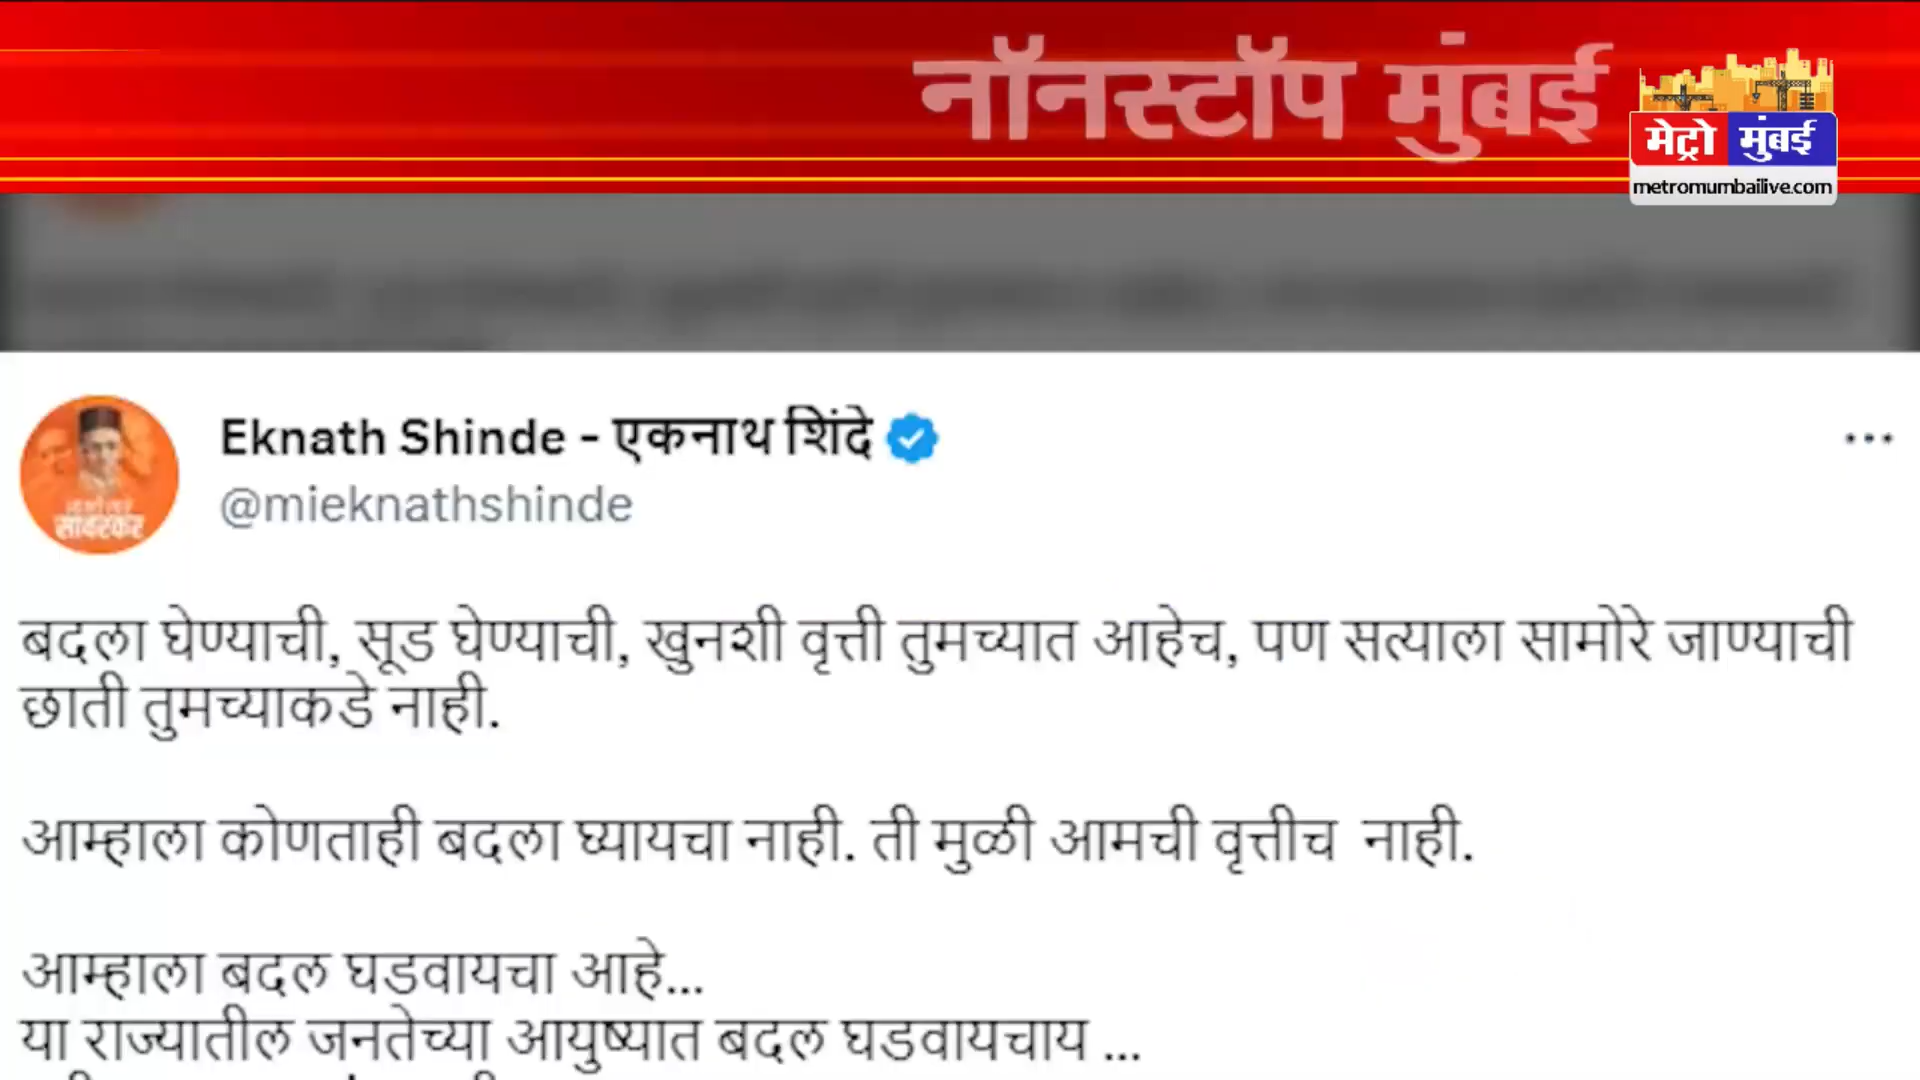 नॉनस्टॉप मुंबई
मेट्रो मुंबई
metromumbailive.com
Eknath Shinde - एकनाथ शिंदे
@mieknathshinde
सावरकर
बदला घेण्याची, सूड घेण्याची, खुनशी वृत्ती तुमच्यात आहेच, पण सत्याला सामोरे जाण्याची
छाती तुमच्याकडे नाही.
आम्हाला कोणताही बदला घ्यायचा नाही. ती मुळी आमची वृत्तीच नाही.
आम्हाला बदल घडवायचा आहे...
या राज्यातील जनतेच्या आयुष्यात बदल घडवायचाय ...